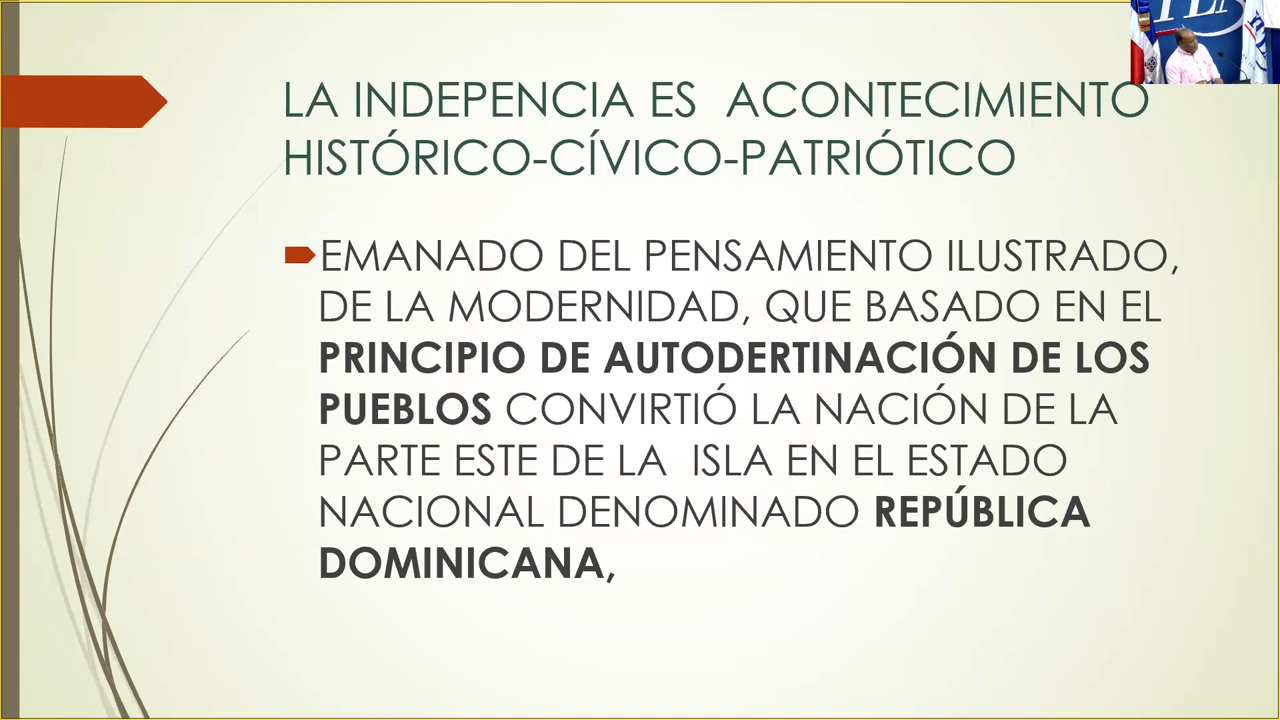 LA INDEPENCIA ES ACONTECIMIENTO
HISTÓRICO-CÍVICO-PATRIÓTICO
EMANADO DEL PENSAMIENTO ILUSTRADO,
DE LA MODERNIDAD, QUE BASADO EN EL
PRINCIPIO DE AUTODERTINACIÓN DE LOS
PUEBLOS CONVIRTIÓ LA NACIÓN DE LA
PARTE ESTE DE LA ISLA EN EL ESTADO
NACIONAL DENOMINADO REPÚBLICA
DOMINICANA,